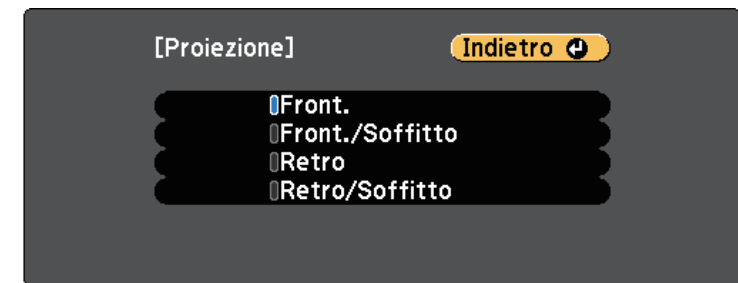 [Proiezione] Indietro
Front.
Front./Soffitto
Retro
Retro/Soffitto